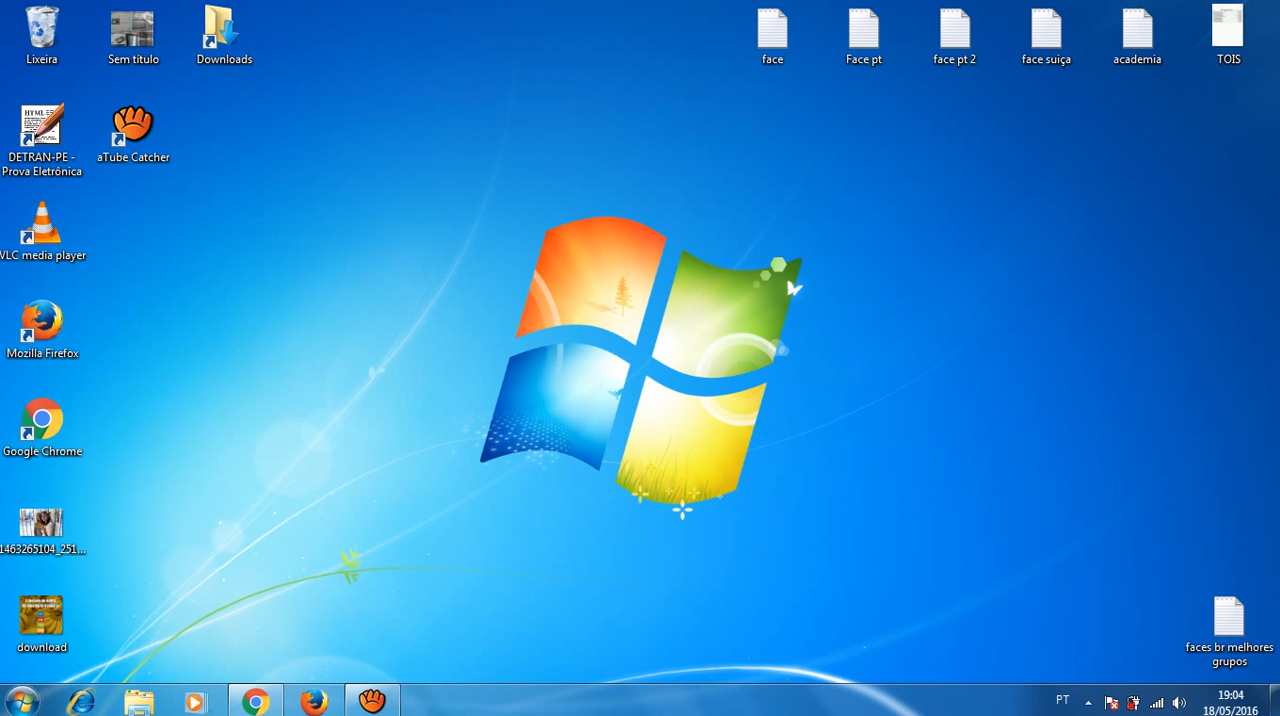 Lixeira
Sem título
Downloads
face
Face pt
face pt 2
face suiça
academia
TOIS
HTML
DETRAN-PE -
Prova Eletrônica
aTube Catcher
VLC media player
Mozilla Firefox
Google Chrome
1463265104_251...
download
faces br melhores
grupos
PT
19:04
18/05/2016